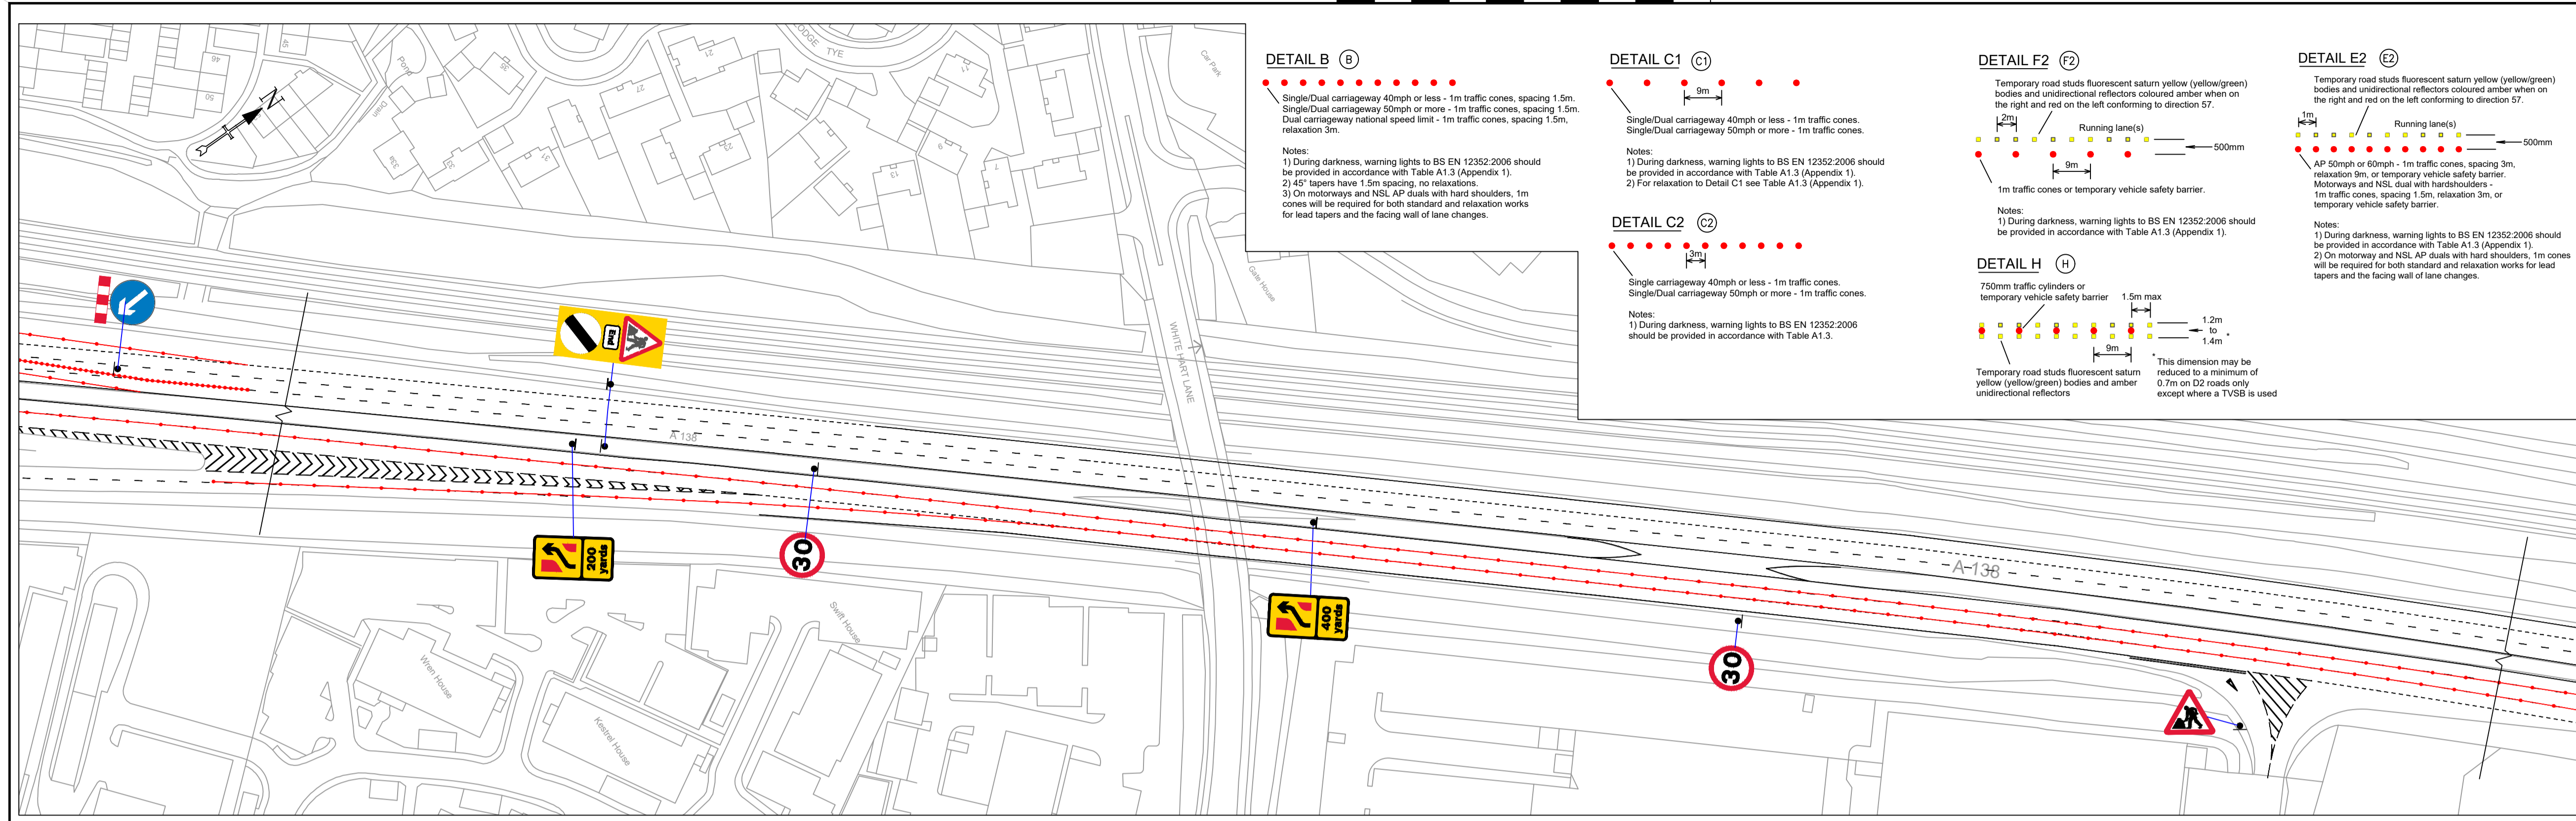 DETAIL B B
Single/Dual carriageway 40mph or less - 1m traffic cones, spacing 1.5m.
Single/Dual carriageway 50mph or more - 1m traffic cones, spacing 1.5m.
Dual carriageway national speed limit - 1m traffic cones, spacing 1.5m,
relaxation 3m.
Notes:
1) During darkness, warning lights to BS EN 12352:2006 should
be provided in accordance with Table A1.3 (Appendix 1).
2) 45° tapers have 1.5m spacing, no relaxations.
3) On motorways and NSL AP duals with hard shoulders, 1m
cones will be required for both standard and relaxation works
for lead tapers and the facing wall of lane changes.
DETAIL C1 C1
9m
Single/Dual carriageway 40mph or less - 1m traffic cones.
Single/Dual carriageway 50mph or more - 1m traffic cones.
Notes:
1) During darkness, warning lights to BS EN 12352:2006 should
be provided in accordance with Table A1.3 (Appendix 1).
2) For relaxation to Detail C1 see Table A1.3 (Appendix 1).
DETAIL C2 C2
3m
Single carriageway 40mph or less - 1m traffic cones.
Single/Dual carriageway 50mph or more - 1m traffic cones.
Notes:
1) During darkness, warning lights to BS EN 12352:2006
should be provided in accordance with Table A1.3.
DETAIL F2 F2
Temporary road studs fluorescent saturn yellow (yellow/green)
bodies and unidirectional reflectors coloured amber when on
the right and red on the left conforming to direction 57.
2m
Running lane(s)
500mm
9m
1m traffic cones or temporary vehicle safety barrier.
Notes:
1) During darkness, warning lights to BS EN 12352:2006 should
be provided in accordance with Table A1.3 (Appendix 1).
DETAIL H H
750mm traffic cylinders or
temporary vehicle safety barrier
1.5m max
1.2m
to
1.4m *
9m
Temporary road studs fluorescent saturn
yellow (yellow/green) bodies and amber
unidirectional reflectors
* This dimension may be
reduced to a minimum of
0.7m on D2 roads only
except where a TVSB is used
DETAIL E2 E2
Temporary road studs fluorescent saturn yellow (yellow/green)
bodies and unidirectional reflectors coloured amber when on
the right and red on the left conforming to direction 57.
1m
Running lane(s)
500mm
AP 50mph or 60mph - 1m traffic cones, spacing 3m,
relaxation 9m, or temporary vehicle safety barrier.
Motorways and NSL dual with hardshoulders -
1m traffic cones, spacing 1.5m, relaxation 3m, or
temporary vehicle safety barrier.
Notes:
1) During darkness, warning lights to BS EN 12352:2006 should
be provided in accordance with Table A1.3 (Appendix 1).
2) On motorway and NSL AP duals with hard shoulders, 1m cones
will be required for both standard and relaxation works for lead
tapers and the facing wall of lane changes.
45
46
50
N
Pond
Drain
35
33a
33
31
27
ODGE TYE
21
23
17
13
9
7
Car Park
Gate House
WHITE HART LANE
End
A 138
A 138
200
yards
30
400
yards
30
Wren House
Kestrel House
Swift House